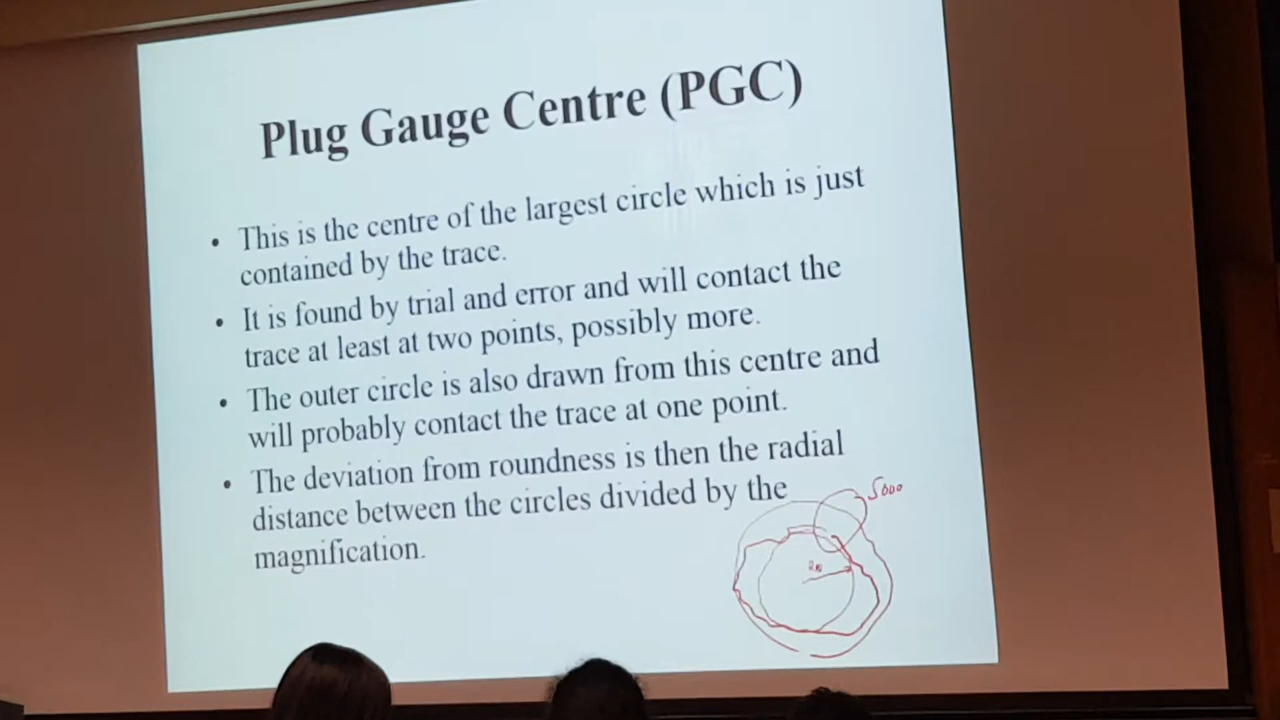 Plug Gauge Centre (PGC)
• This is the centre of the largest circle which is just
contained by the trace.
• It is found by trial and error and will contact the
trace at least at two points, possibly more.
• The outer circle is also drawn from this centre and
will probably contact the trace at one point.
• The deviation from roundness is then the radial
distance between the circles divided by the
magnification.
5000